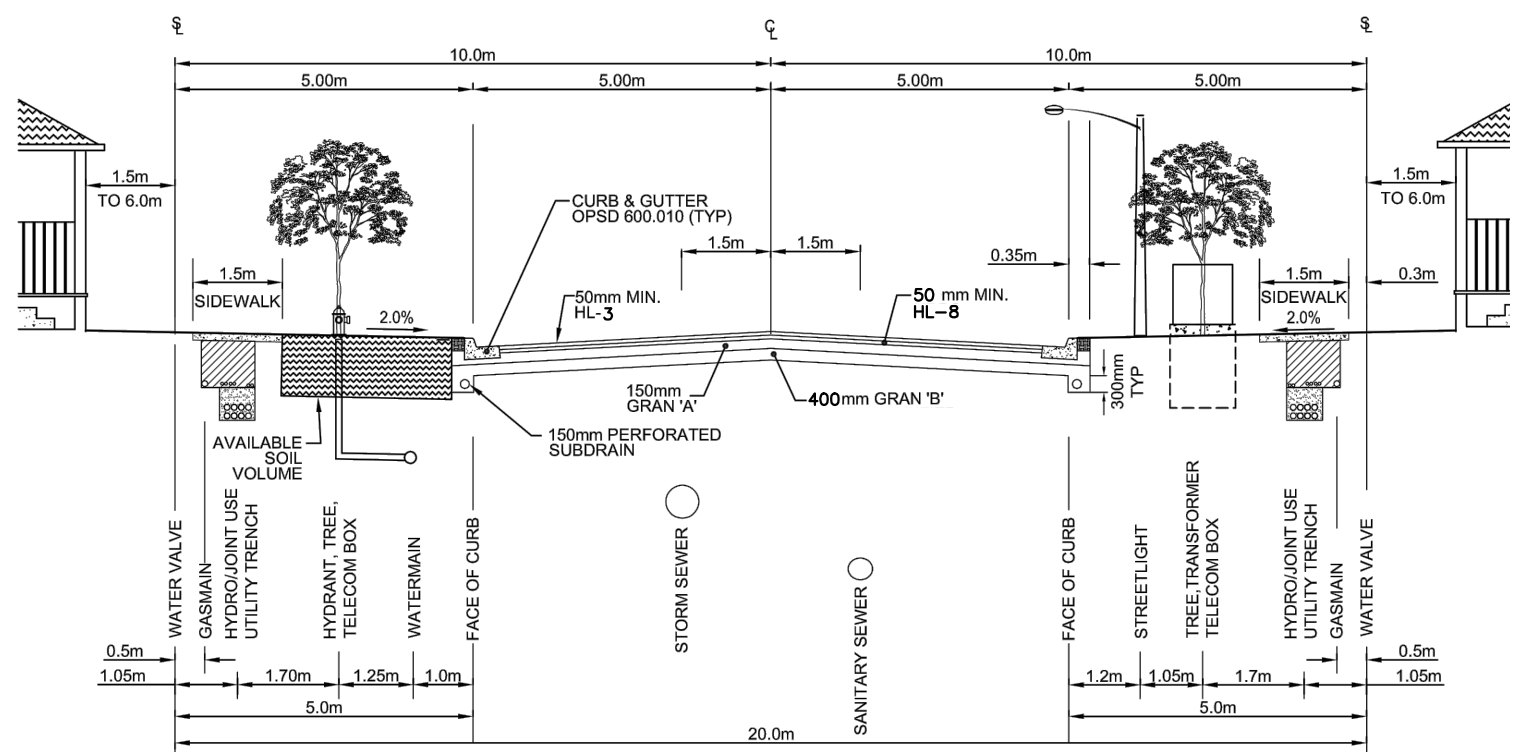 ℄
10.0m
10.0m
5.00m
5.00m
5.00m
5.00m
1.5m
TO 6.0m
CURB & GUTTER
OPSD 600.010 (TYP)
1.5m
1.5m
0.35m
1.5m
TO 6.0m
1.5m
SIDEWALK
50mm MIN.
HL-3
50 mm MIN.
HL-8
1.5m
SIDEWALK
0.3m
2.0%
2.0%
150mm
GRAN 'A'
400mm GRAN 'B'
300mm
TYP
150mm PERFORATED
SUBDRAIN
AVAILABLE
SOIL
VOLUME
WATER VALVE
GASMAIN
HYDRO/JOINT USE
UTILITY TRENCH
HYDRANT, TREE,
TELECOM BOX
WATERMAIN
FACE OF CURB
STORM SEWER
SANITARY SEWER
FACE OF CURB
STREETLIGHT
TREE,TRANSFORMER
TELECOM BOX
HYDRO/JOINT USE
UTILITY TRENCH
GASMAIN
WATER VALVE
0.5m
0.5m
1.05m
1.70m
1.25m
1.0m
1.2m
1.05m
1.7m
1.05m
5.0m
5.0m
20.0m